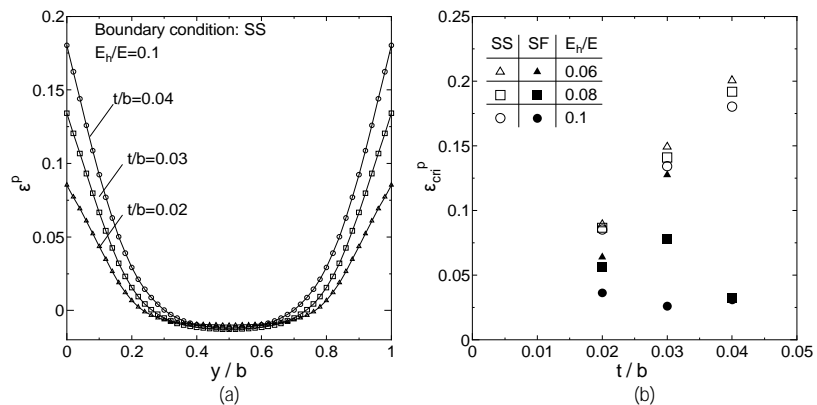 Boundary condition: SS
E_h/E=0.1
t/b=0.04
t/b=0.03
t/b=0.02
0.2
0.15
0.1
0.05
0
ε^p
0 0.2 0.4 0.6 0.8 1
y / b
(a)
SS SF E_h/E
△ ▲ 0.06
□ ■ 0.08
○ ● 0.1
0.25
0.2
0.15
0.1
0.05
0
ε_cri^p
0 0.01 0.02 0.03 0.04 0.05
t / b
(b)